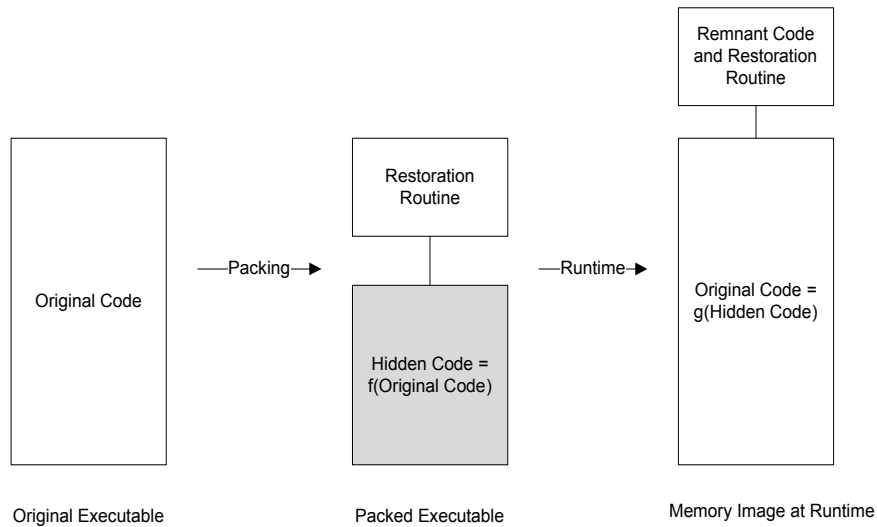 Original Code
Original Executable
Packing
Restoration
Routine
Hidden Code =
f(Original Code)
Packed Executable
Runtime
Remnant Code
and Restoration
Routine
Original Code =
g(Hidden Code)
Memory Image at Runtime